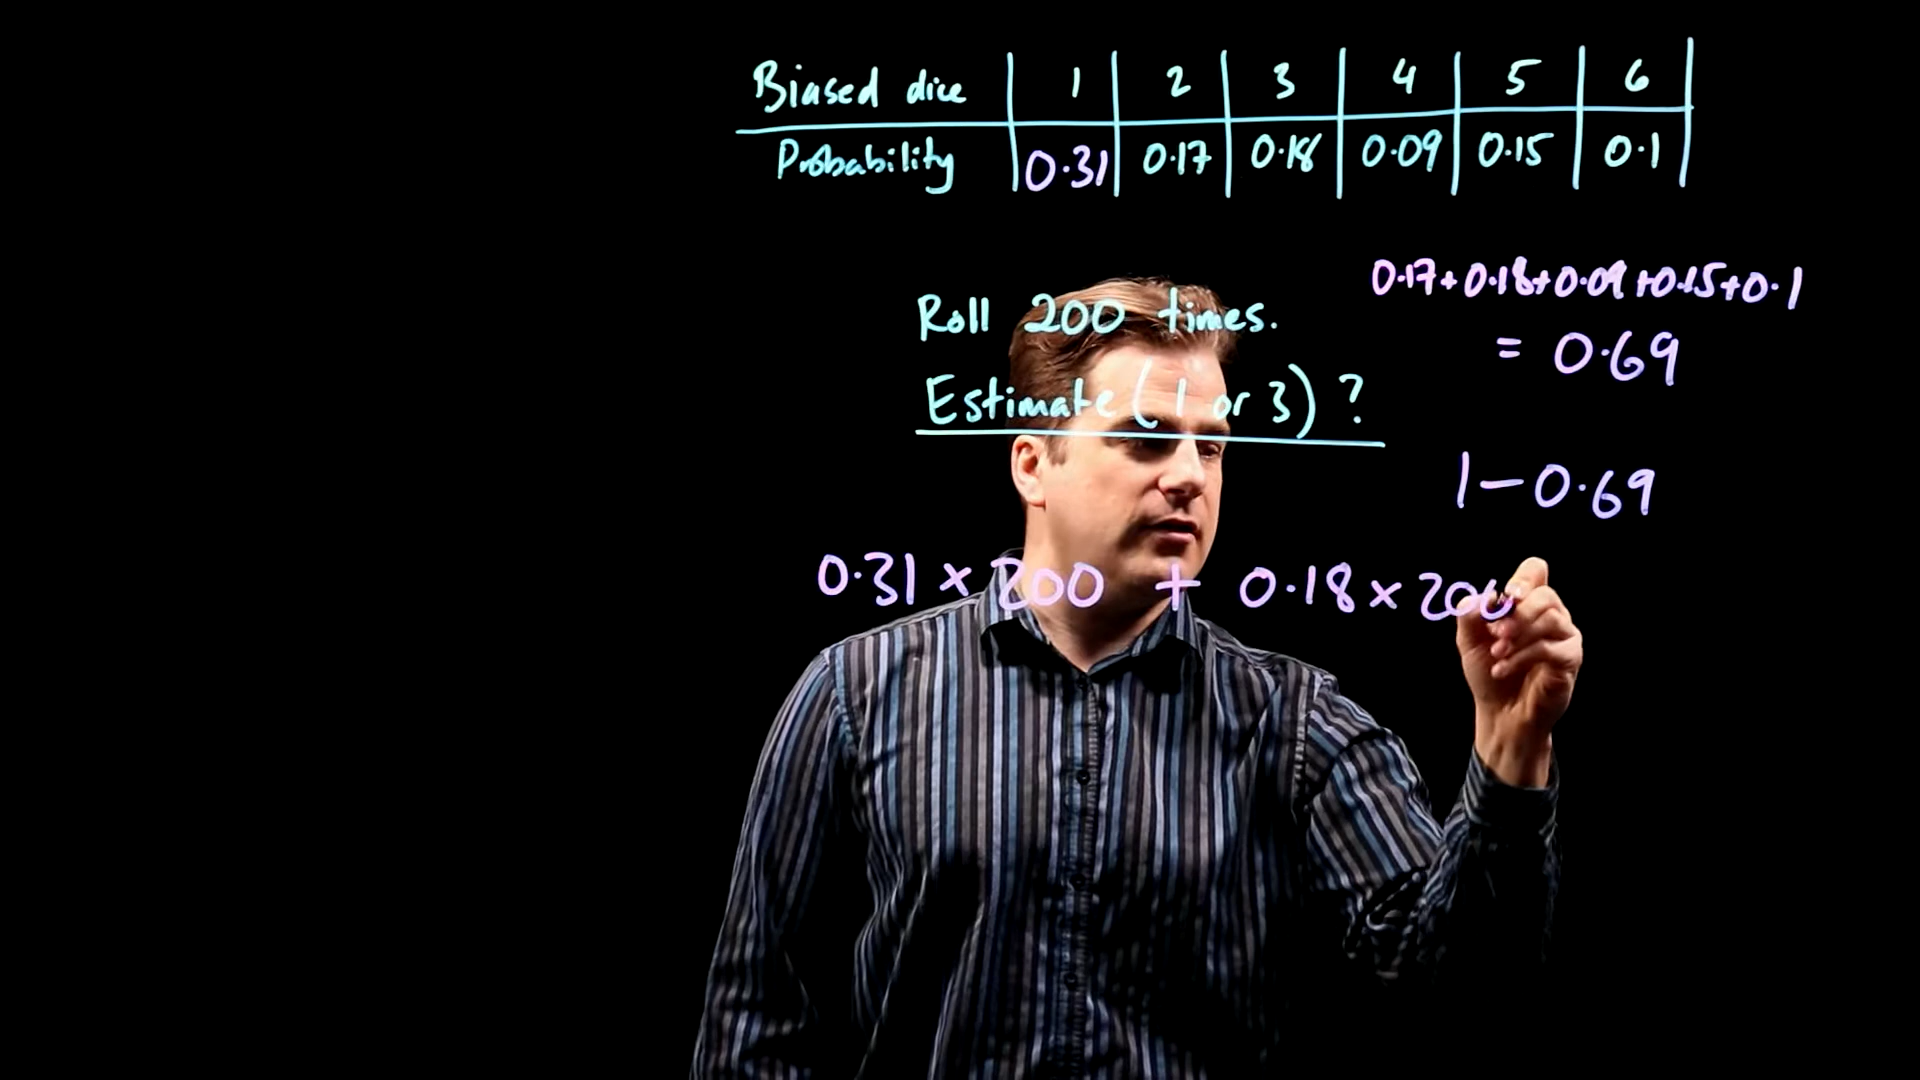 Biased dice 1 2 3 4 5 6
Probability 0.31 0.17 0.18 0.09 0.15 0.1
0.17+0.18+0.09+0.15+0.1
= 0.69
Roll 200 times.
Estimate (1 or 3) ?
1 - 0.69
0.31 × 200 + 0.18 × 200